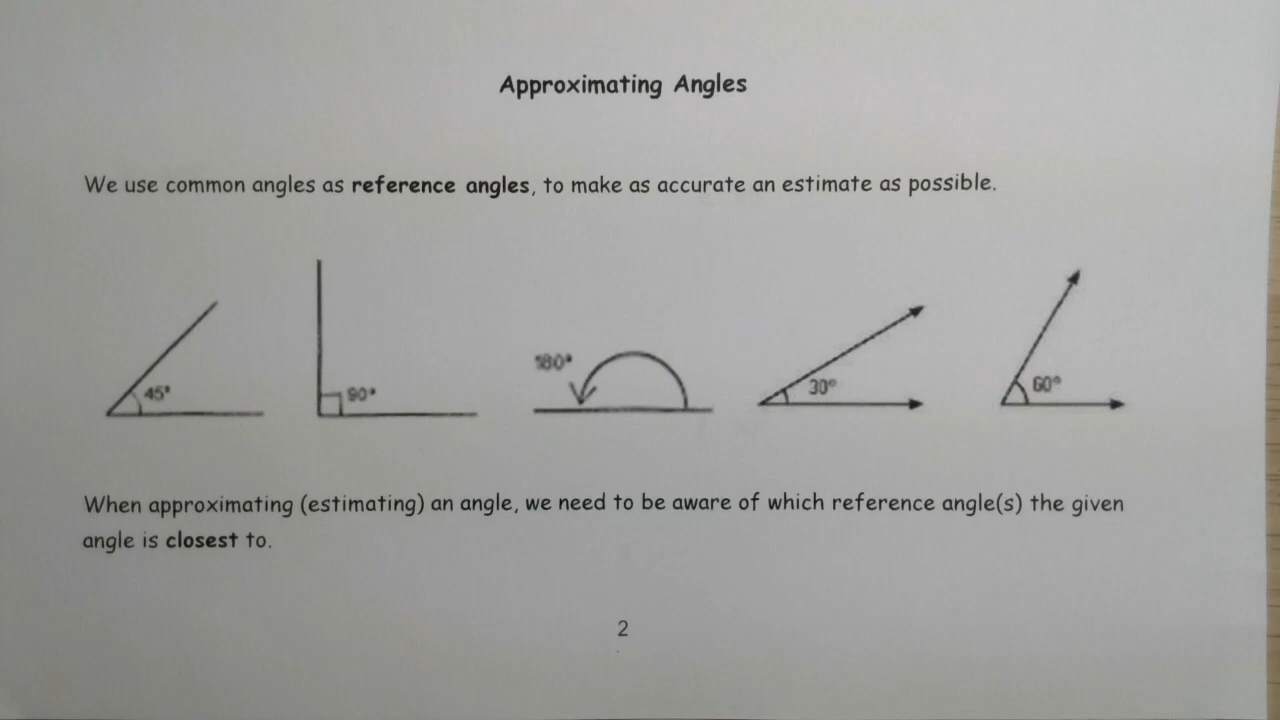 Approximating Angles
We use common angles as reference angles, to make as accurate an estimate as possible.
45° 90° 180° 30° 60°
When approximating (estimating) an angle, we need to be aware of which reference angle(s) the given
angle is closest to.
2